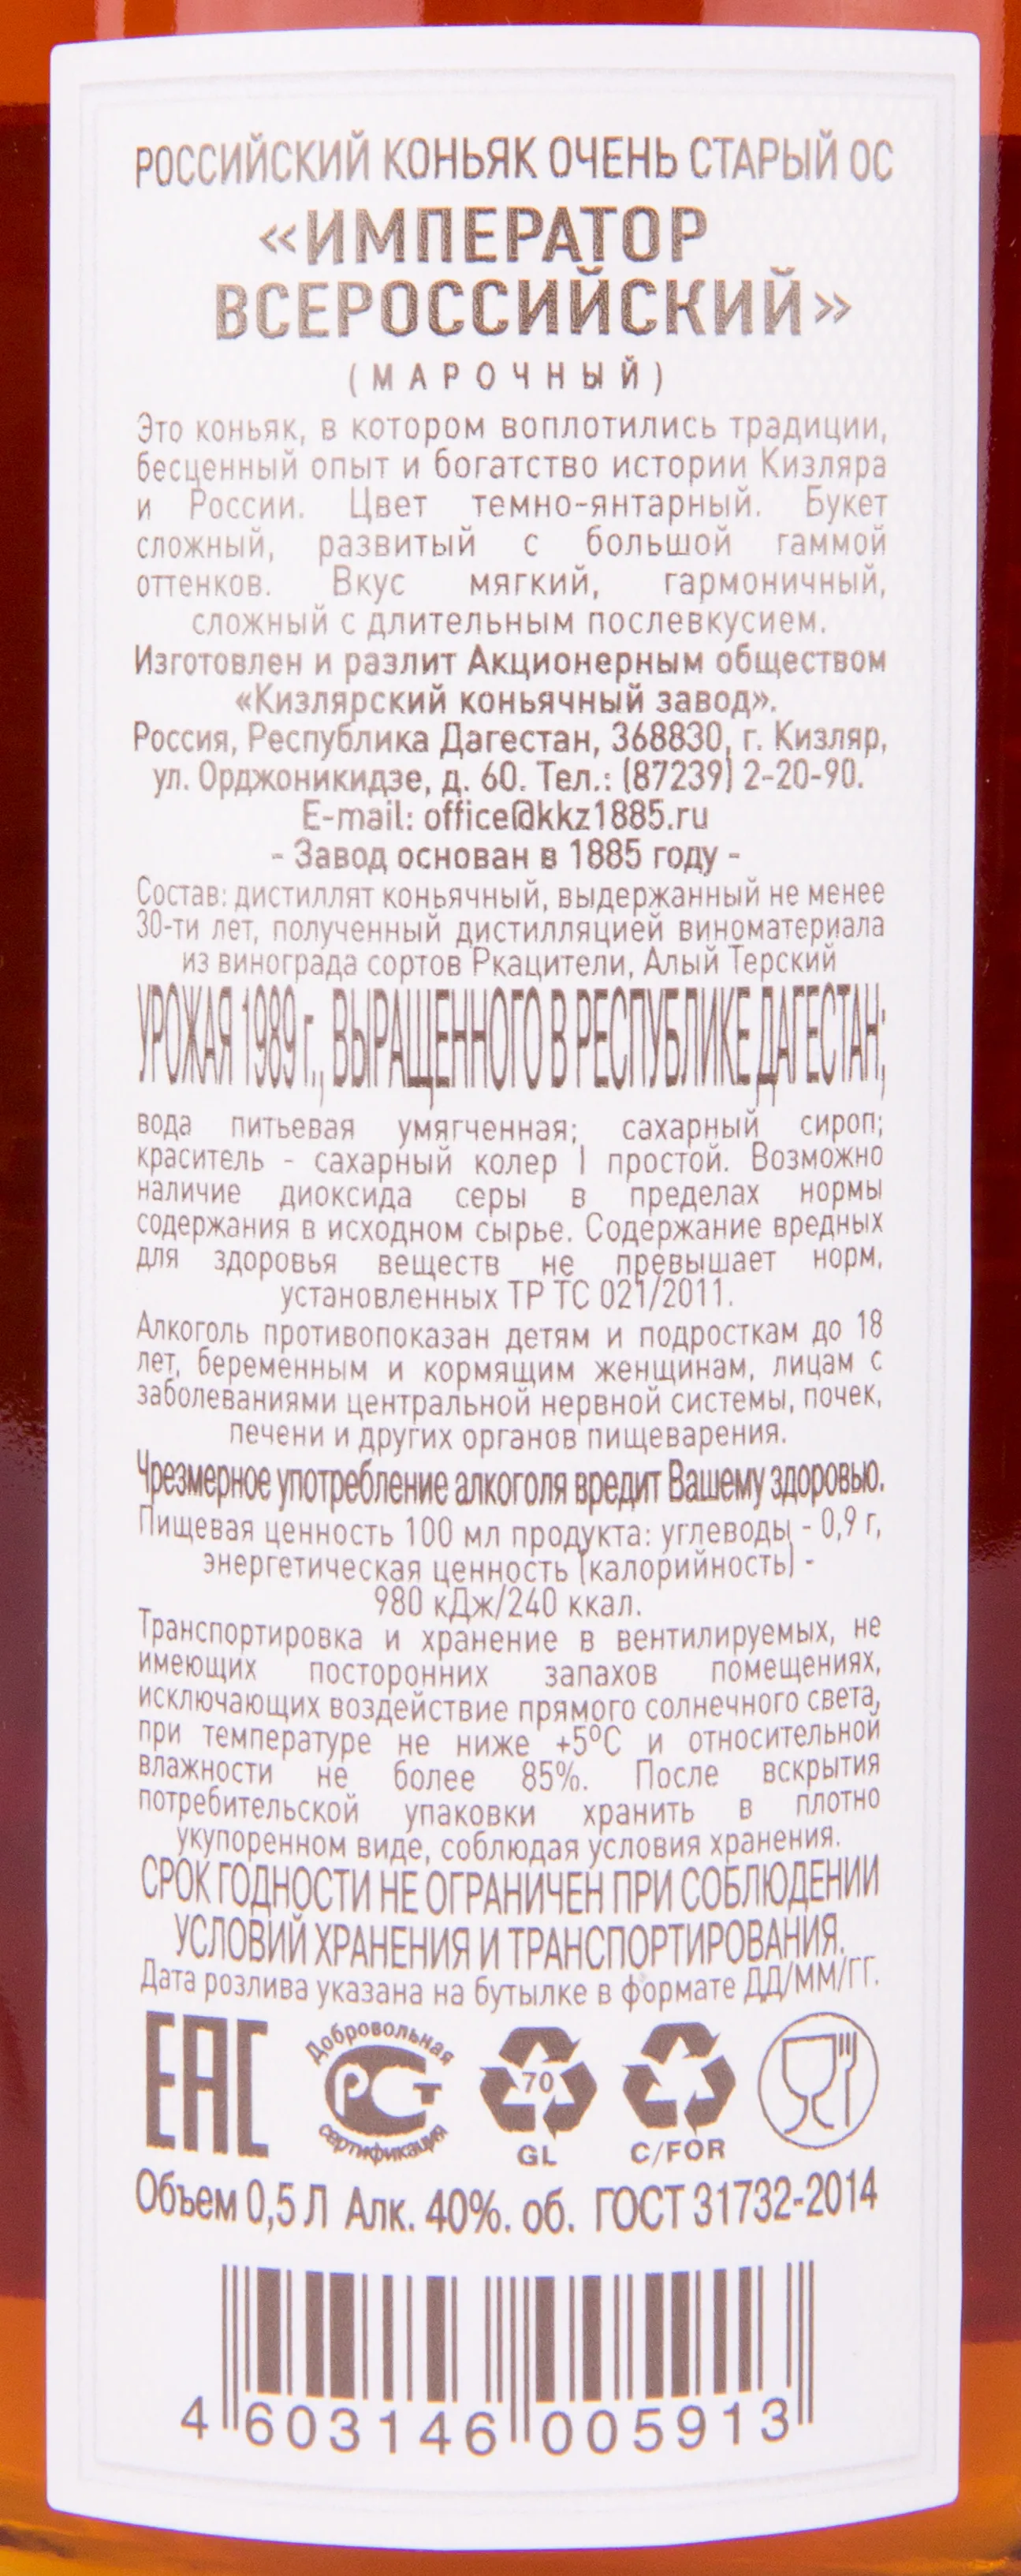 РОССИЙСКИЙ КОНЬЯК ОЧЕНЬ СТАРЫЙ ОС
«ИМПЕРАТОР
ВСЕРОССИЙСКИЙ»
(МАРОЧНЫЙ)
Это коньяк, в котором воплотились традиции,
бесценный опыт и богатство истории Кизляра
и России. Цвет темно-янтарный. Букет
сложный, развитый с большой гаммой
оттенков. Вкус мягкий, гармоничный,
сложный с длительным послевкусием.
Изготовлен и разлит Акционерным обществом
«Кизлярский коньячный завод».
Россия, Республика Дагестан, 368830, г. Кизляр,
ул. Орджоникидзе, д. 60. Тел.: (87239) 2-20-90.
E-mail: office@kkz1885.ru
- Завод основан в 1885 году -
Состав: дистиллят коньячный, выдержанный не менее
30-ти лет, полученный дистилляцией виноматериала
из винограда сортов Ркацители, Алый Терский
УРОЖАЯ 1989 г., ВЫРАЩЕННОГО В РЕСПУБЛИКЕ ДАГЕСТАН;
вода питьевая умягченная; сахарный сироп;
краситель - сахарный колер I простой. Возможно
наличие диоксида серы в пределах нормы
содержания в исходном сырье. Содержание вредных
для здоровья веществ не превышает норм,
установленных ТР ТС 021/2011.
Алкоголь противопоказан детям и подросткам до 18
лет, беременным и кормящим женщинам, лицам с
заболеваниями центральной нервной системы, почек,
печени и других органов пищеварения.
Чрезмерное употребление алкоголя вредит Вашему здоровью.
Пищевая ценность 100 мл продукта: углеводы - 0,9 г,
энергетическая ценность (калорийность) -
980 кДж/240 ккал.
Транспортировка и хранение в вентилируемых, не
имеющих посторонних запахов помещениях,
исключающих воздействие прямого солнечного света,
при температуре не ниже +5°С и относительной
влажности не более 85%. После вскрытия
потребительской упаковки хранить в плотно
укупоренном виде, соблюдая условия хранения.
СРОК ГОДНОСТИ НЕ ОГРАНИЧЕН ПРИ СОБЛЮДЕНИИ
УСЛОВИЙ ХРАНЕНИЯ И ТРАНСПОРТИРОВАНИЯ.
Дата розлива указана на бутылке в формате ДД/ММ/ГГ.
EAC Добровольная РСТ сертификация 70 GL C/FOR
Объем 0,5 Л Алк. 40%. об. ГОСТ 31732-2014
4 603146 005913